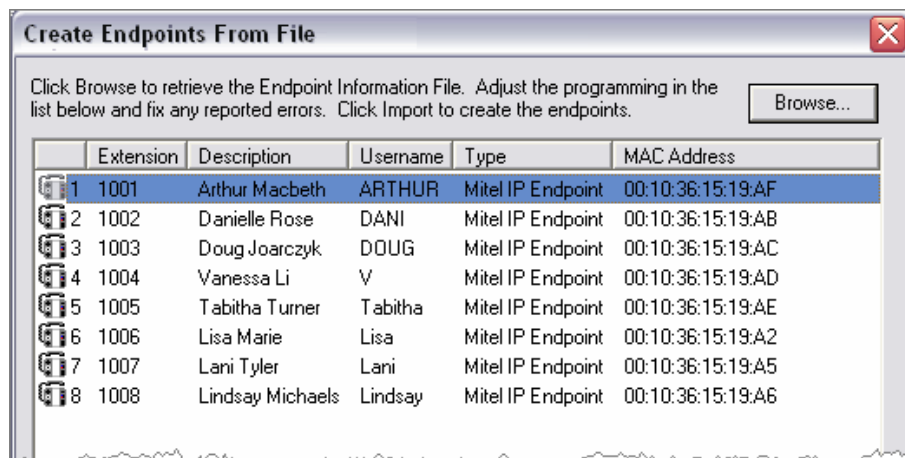 Create Endpoints From File
Click Browse to retrieve the Endpoint Information File. Adjust the programming in the
list below and fix any reported errors. Click Import to create the endpoints.
Browse...
Extension Description Username Type MAC Address
1 1001 Arthur Macbeth ARTHUR Mitel IP Endpoint 00:10:36:15:19:AF
2 1002 Danielle Rose DANI Mitel IP Endpoint 00:10:36:15:19:AB
3 1003 Doug Joarczyk DOUG Mitel IP Endpoint 00:10:36:15:19:AC
4 1004 Vanessa Li V Mitel IP Endpoint 00:10:36:15:19:AD
5 1005 Tabitha Turner Tabitha Mitel IP Endpoint 00:10:36:15:19:AE
6 1006 Lisa Marie Lisa Mitel IP Endpoint 00:10:36:15:19:A2
7 1007 Lani Tyler Lani Mitel IP Endpoint 00:10:36:15:19:A5
8 1008 Lindsay Michaels Lindsay Mitel IP Endpoint 00:10:36:15:19:A6